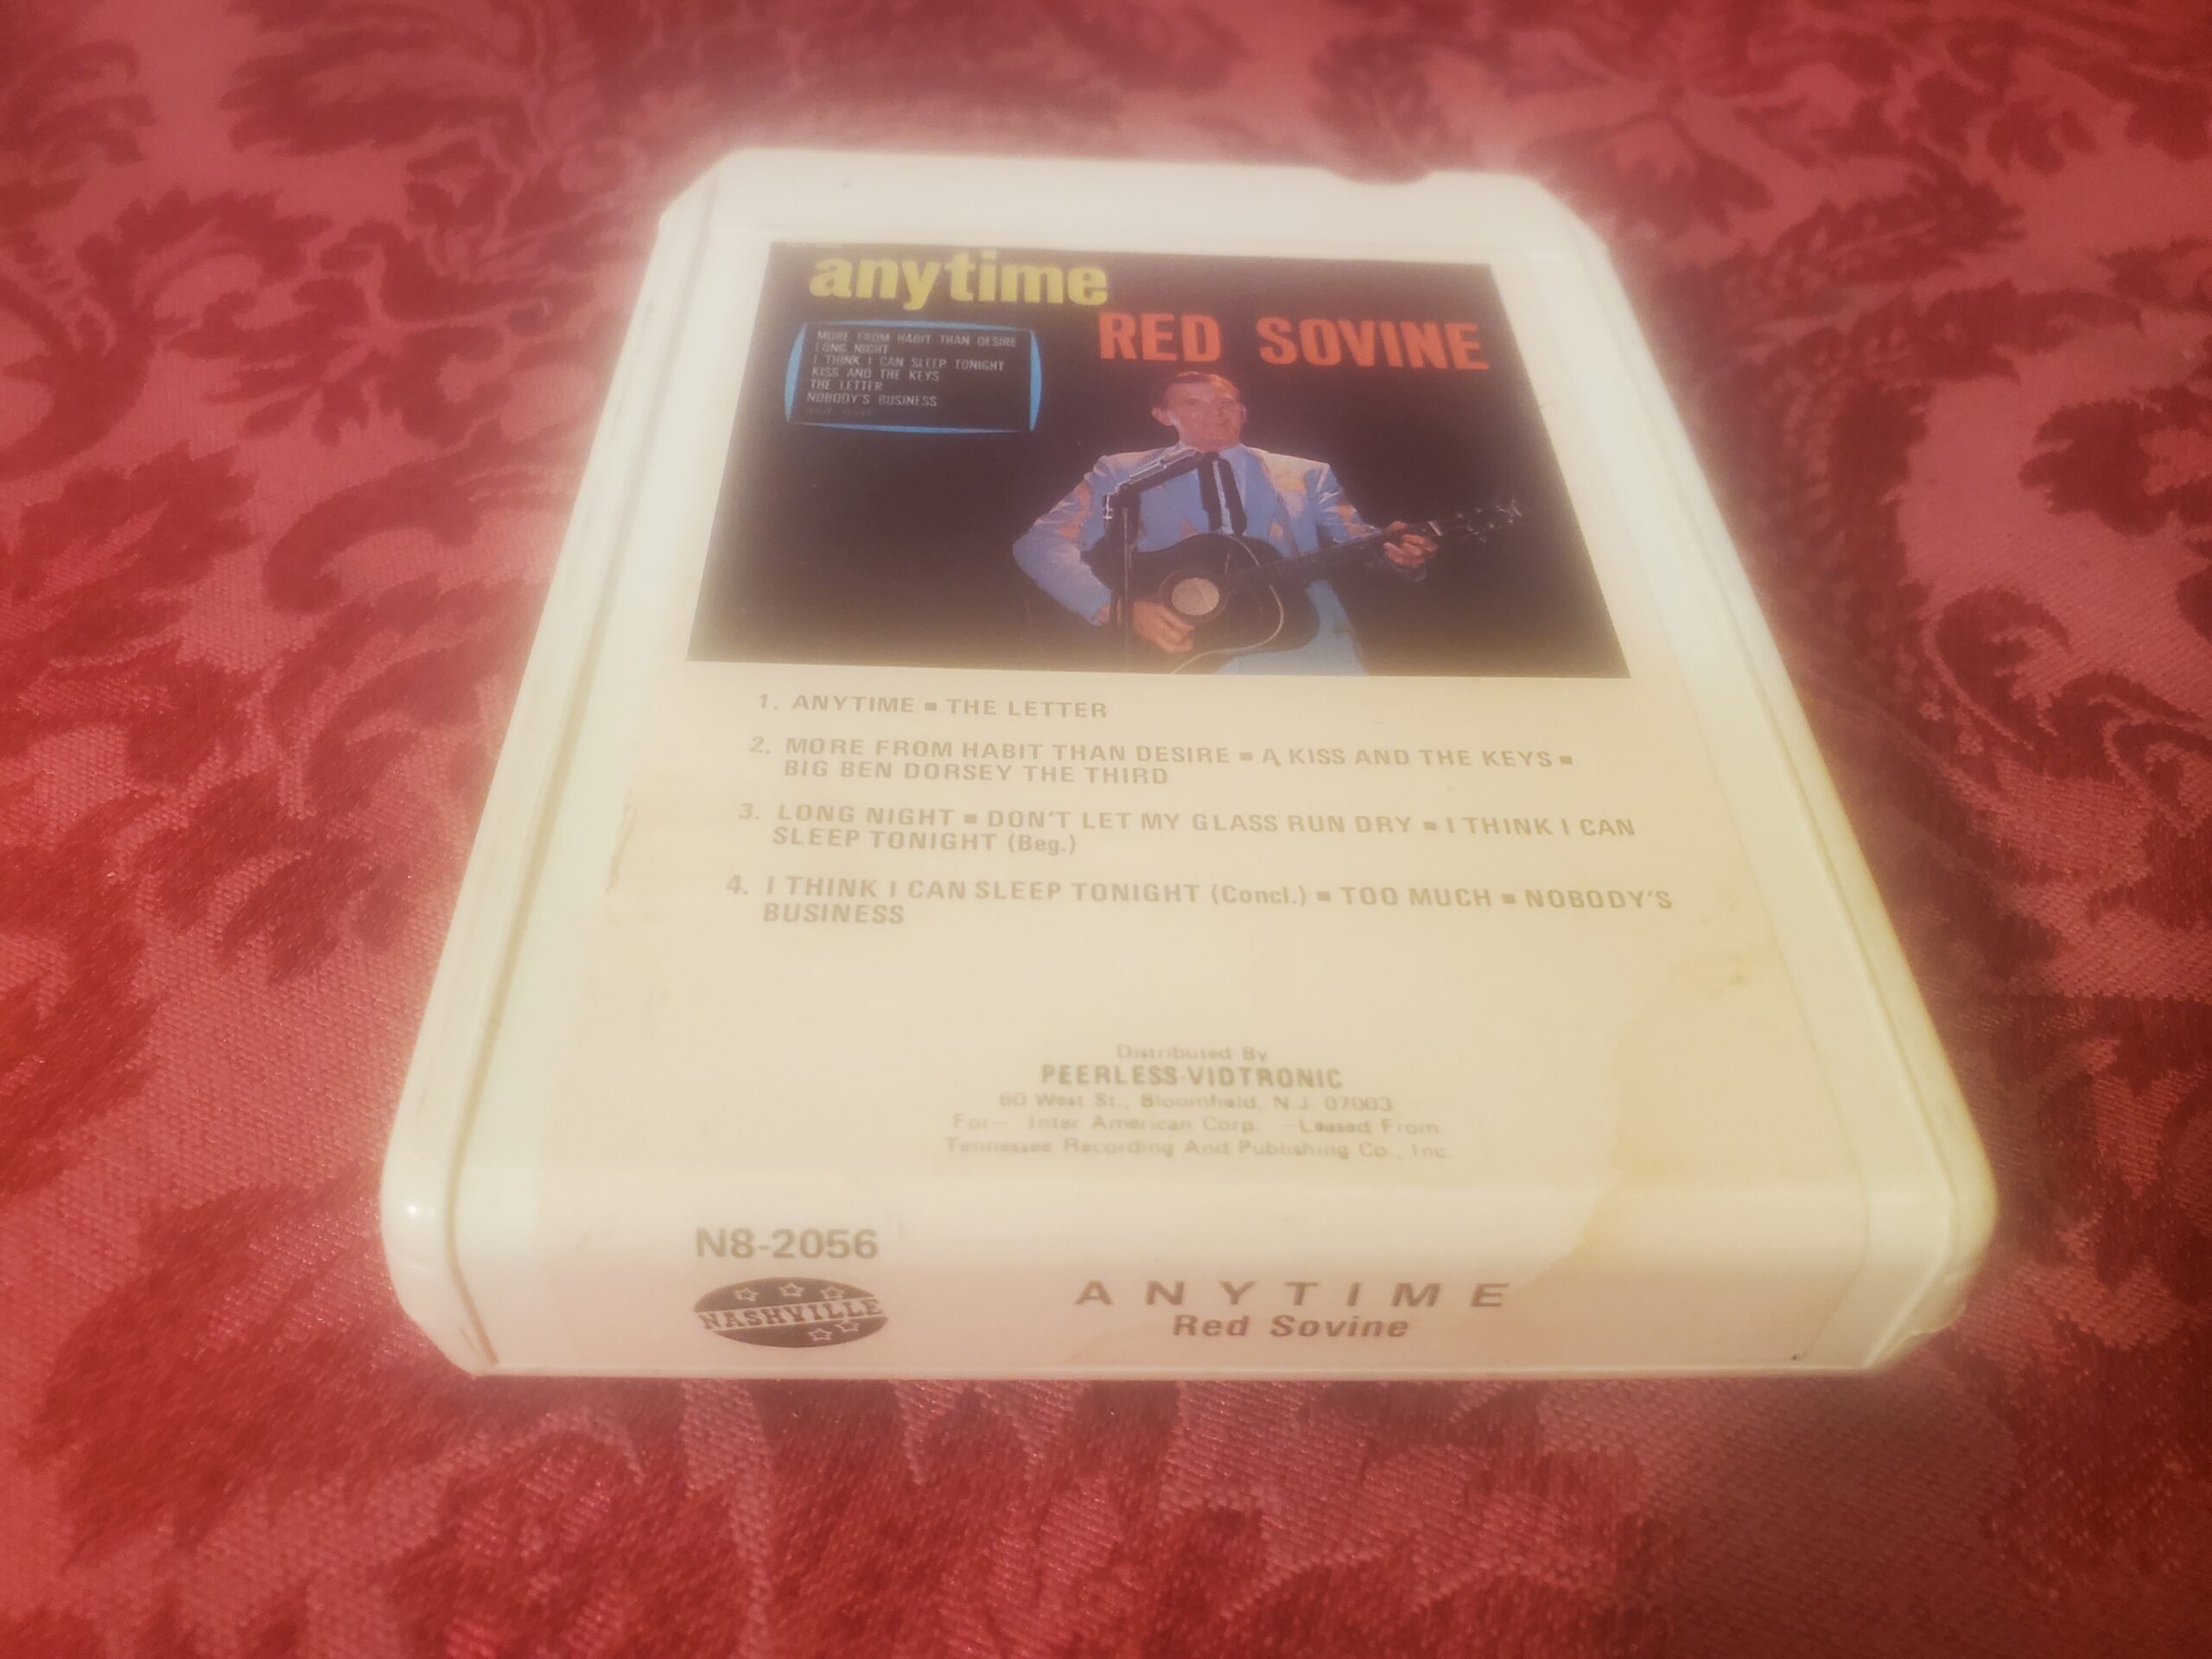 anytime
RED SOVINE
MORE FROM HABIT THAN DESIRE
LONG NIGHT
I THINK I CAN SLEEP TONIGHT
KISS AND THE KEYS
THE LETTER
NOBODY'S BUSINESS
and more
1. ANYTIME ▪ THE LETTER
2. MORE FROM HABIT THAN DESIRE ▪ A KISS AND THE KEYS ▪
BIG BEN DORSEY THE THIRD
3. LONG NIGHT ▪ DON'T LET MY GLASS RUN DRY ▪ I THINK I CAN
SLEEP TONIGHT (Beg.)
4. I THINK I CAN SLEEP TONIGHT (Concl.) ▪ TOO MUCH ▪ NOBODY'S
BUSINESS
Distributed By
PEERLESS-VIDTRONIC
60 West St., Bloomfield, N.J. 07003
For- Inter American Corp. -Leased From
Tennessee Recording And Publishing Co., Inc.
N8-2056
NASHVILLE
ANYTIME
Red Sovine